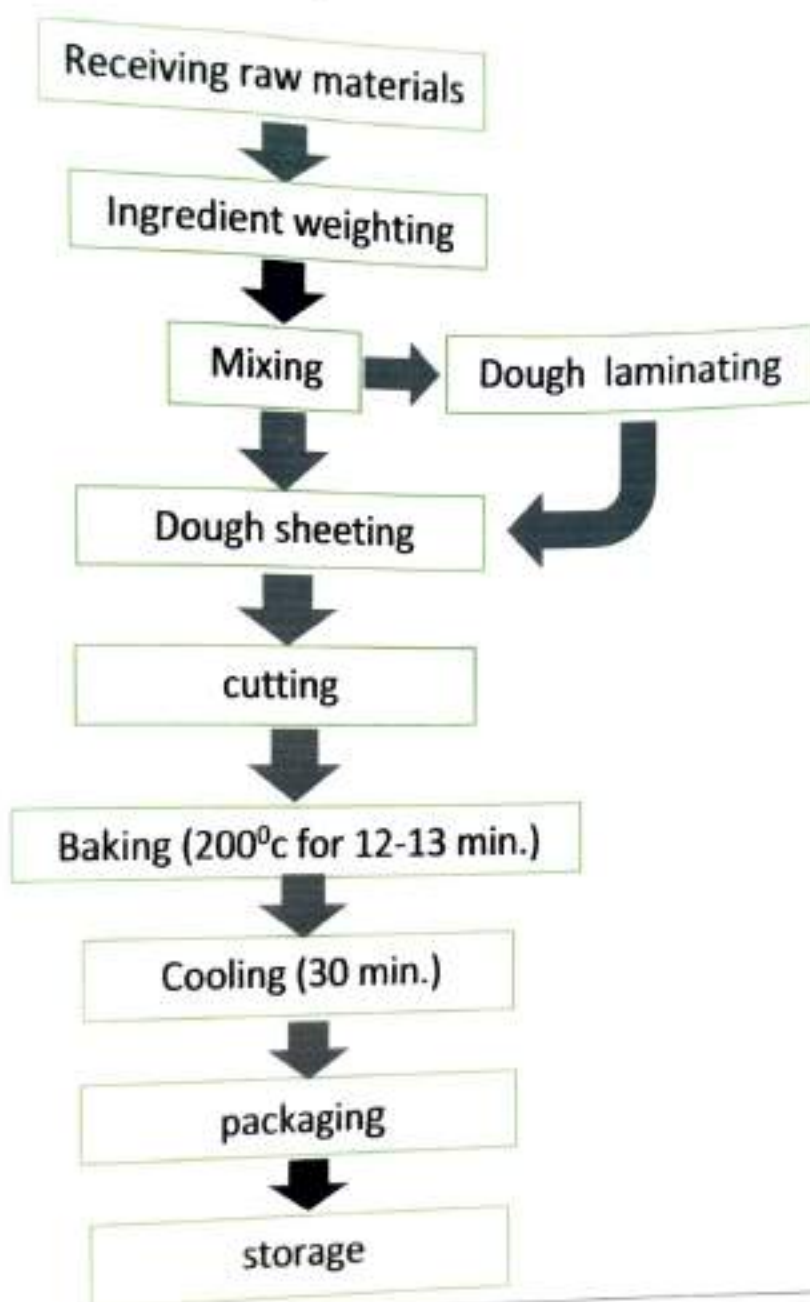 Receiving raw materials
Ingredient weighting
Mixing
Dough laminating
Dough sheeting
cutting
Baking (200⁰c for 12-13 min.)
Cooling (30 min.)
packaging
storage